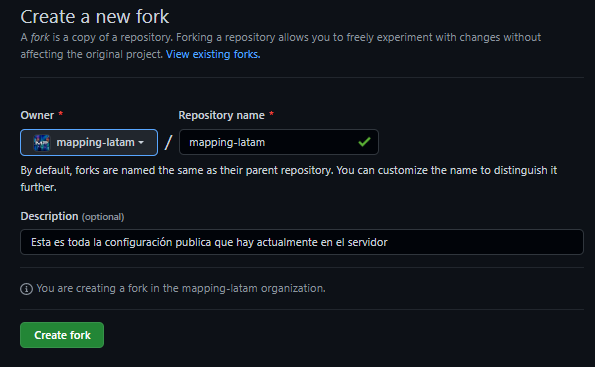 Create a new fork
A fork is a copy of a repository. Forking a repository allows you to freely experiment with changes without
affecting the original project. View existing forks.
Owner *
Repository name *
mapping-latam
/
mapping-latam
By default, forks are named the same as their parent repository. You can customize the name to distinguish it
further.
Description (optional)
Esta es toda la configuración publica que hay actualmente en el servidor
You are creating a fork in the mapping-latam organization.
Create fork